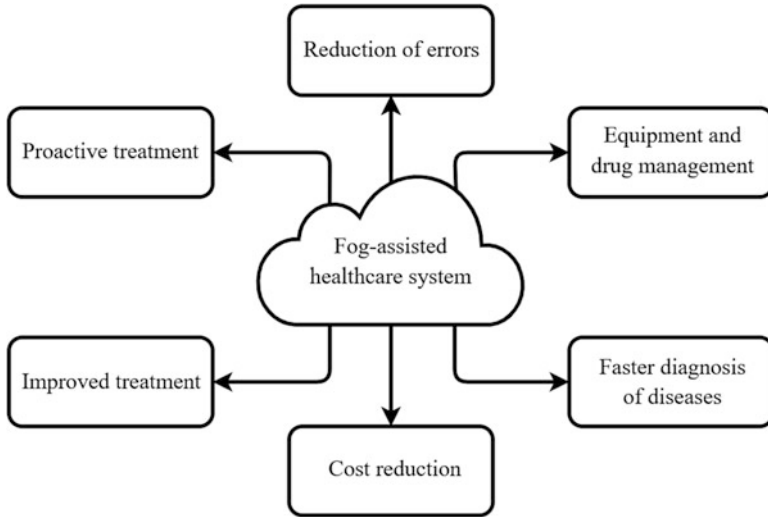 Reduction of errors
Proactive treatment
Equipment and
drug management
Fog-assisted
healthcare system
Improved treatment
Faster diagnosis
of diseases
Cost reduction